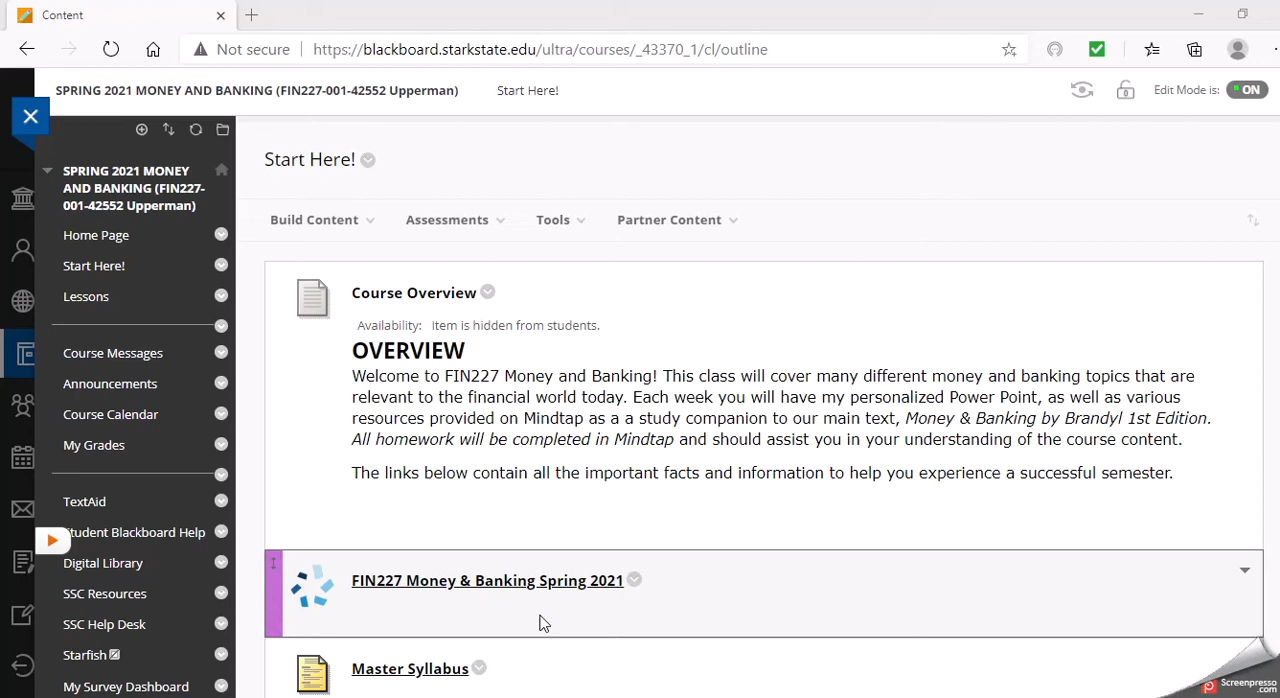 Content
Not secure https://blackboard.starkstate.edu/ultra/courses/_43370_1/cl/outline
SPRING 2021 MONEY AND BANKING (FIN227-001-42552 Upperman) Start Here! Edit Mode is: ON
SPRING 2021 MONEY
AND BANKING (FIN227-
001-42552 Upperman)
Home Page
Start Here!
Lessons
Course Messages
Announcements
Course Calendar
My Grades
TextAid
Student Blackboard Help
Digital Library
SSC Resources
SSC Help Desk
Starfish
My Survey Dashboard
Start Here!
Build Content Assessments Tools Partner Content
Course Overview
Availability: Item is hidden from students.
OVERVIEW
Welcome to FIN227 Money and Banking! This class will cover many different money and banking topics that are
relevant to the financial world today. Each week you will have my personalized Power Point, as well as various
resources provided on Mindtap as a a study companion to our main text, Money & Banking by Brandyl 1st Edition.
All homework will be completed in Mindtap and should assist you in your understanding of the course content.
The links below contain all the important facts and information to help you experience a successful semester.
FIN227 Money & Banking Spring 2021
Master Syllabus
Screenpresso
.com